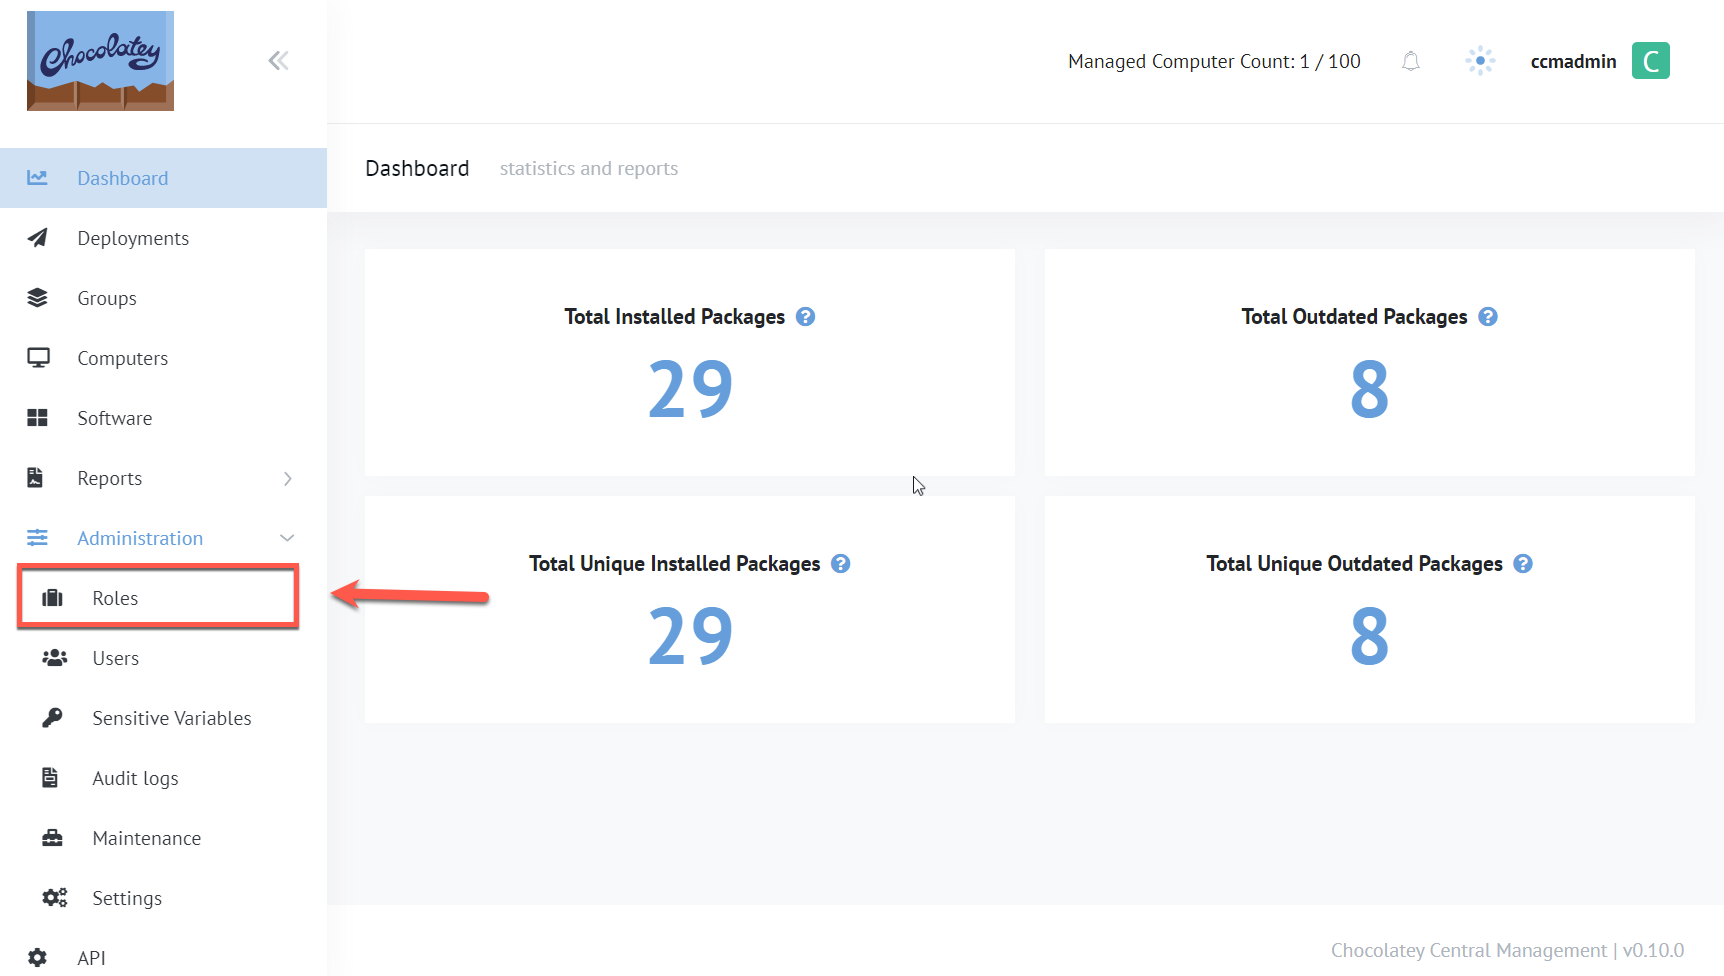 Chocolatey
Managed Computer Count: 1 / 100
ccmadmin
C
Dashboard
Deployments
Groups
Computers
Software
Reports
Administration
Roles
Users
Sensitive Variables
Audit logs
Maintenance
Settings
API
Dashboard statistics and reports
Total Installed Packages ?
29
Total Outdated Packages ?
8
Total Unique Installed Packages ?
29
Total Unique Outdated Packages ?
8
Chocolatey Central Management | v0.10.0